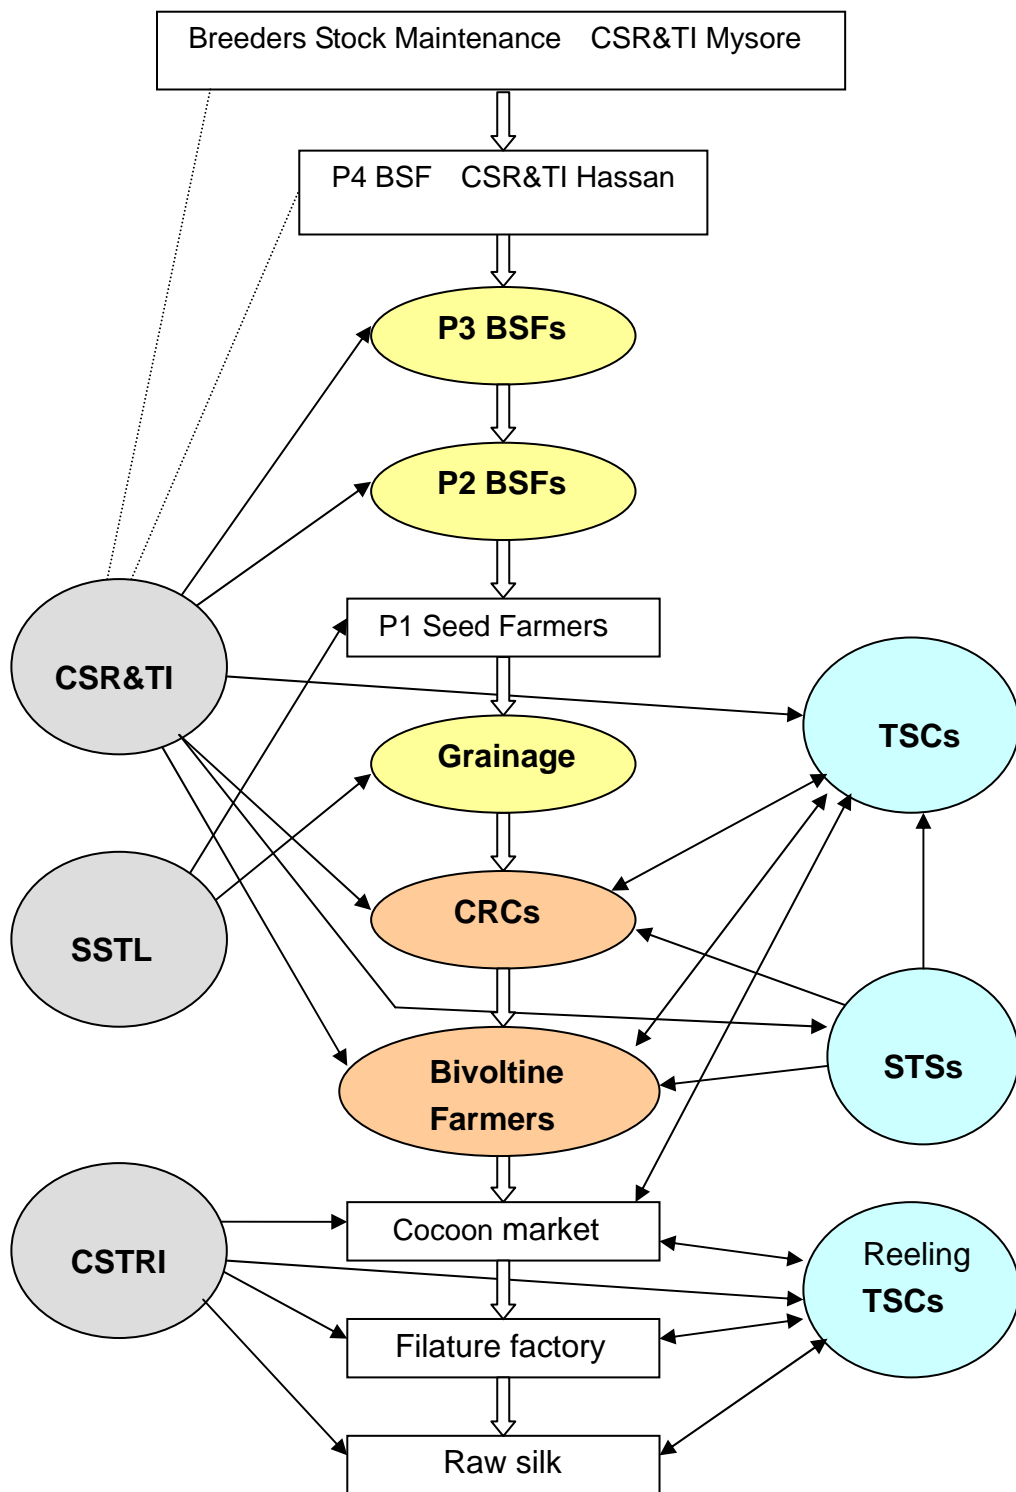 Breeders Stock Maintenance CSR&TI Mysore
P4 BSF CSR&TI Hassan
P3 BSFs
P2 BSFs
P1 Seed Farmers
CSR&TI
TSCs
Grainage
CRCs
SSTL
Bivoltine
Farmers
STSs
Cocoon market
CSTRI
Reeling
TSCs
Filature factory
Raw silk